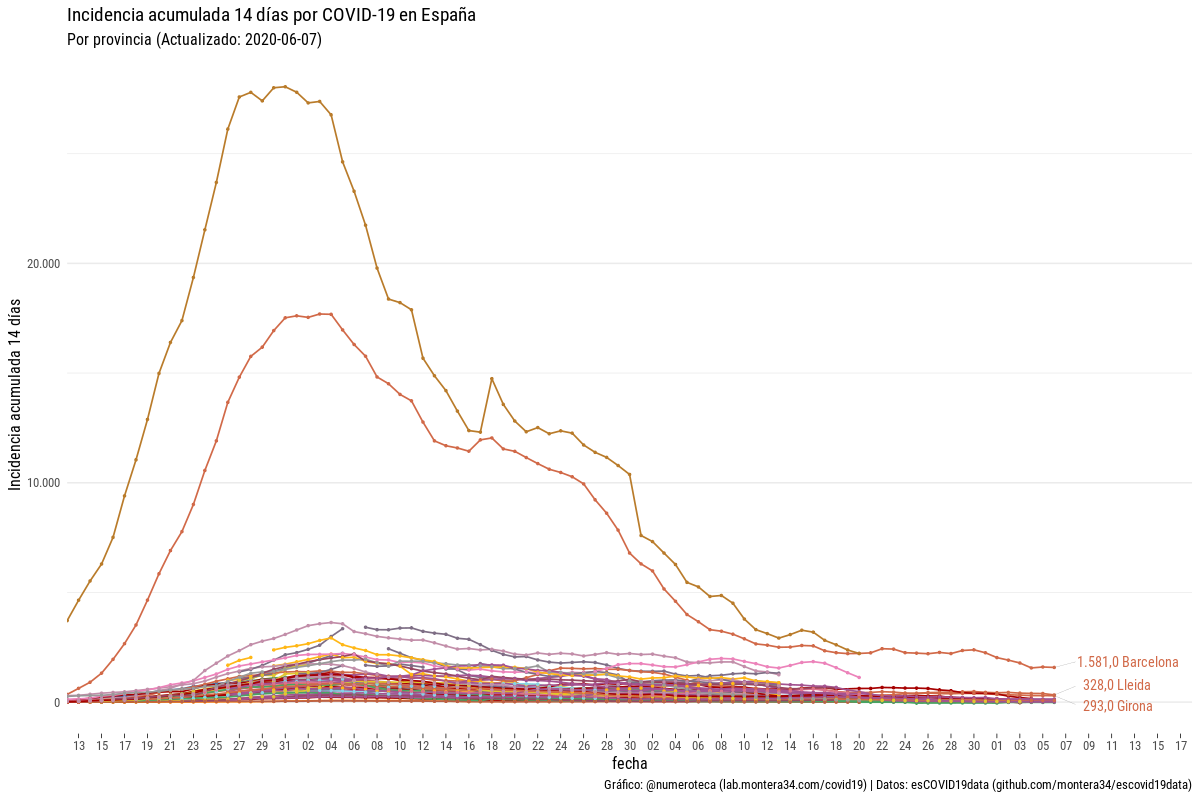 Incidencia acumulada 14 días por COVID-19 en España
Por provincia (Actualizado: 2020-06-07)
Incidencia acumulada 14 días
20.000
10.000
0
1.581,0 Barcelona
328,0 Lleida
293,0 Girona
13 15 17 19 21 23 25 27 29 31 02 04 06 08 10 12 14 16 18 20 22 24 26 28 30 02 04 06 08 10 12 14 16 18 20 22 24 26 28 30 01 03 05 07 09 11 13 15 17
fecha
Gráfico: @numeroteca (lab.montera34.com/covid19) | Datos: esCOVID19data (github.com/montera34/escovid19data)